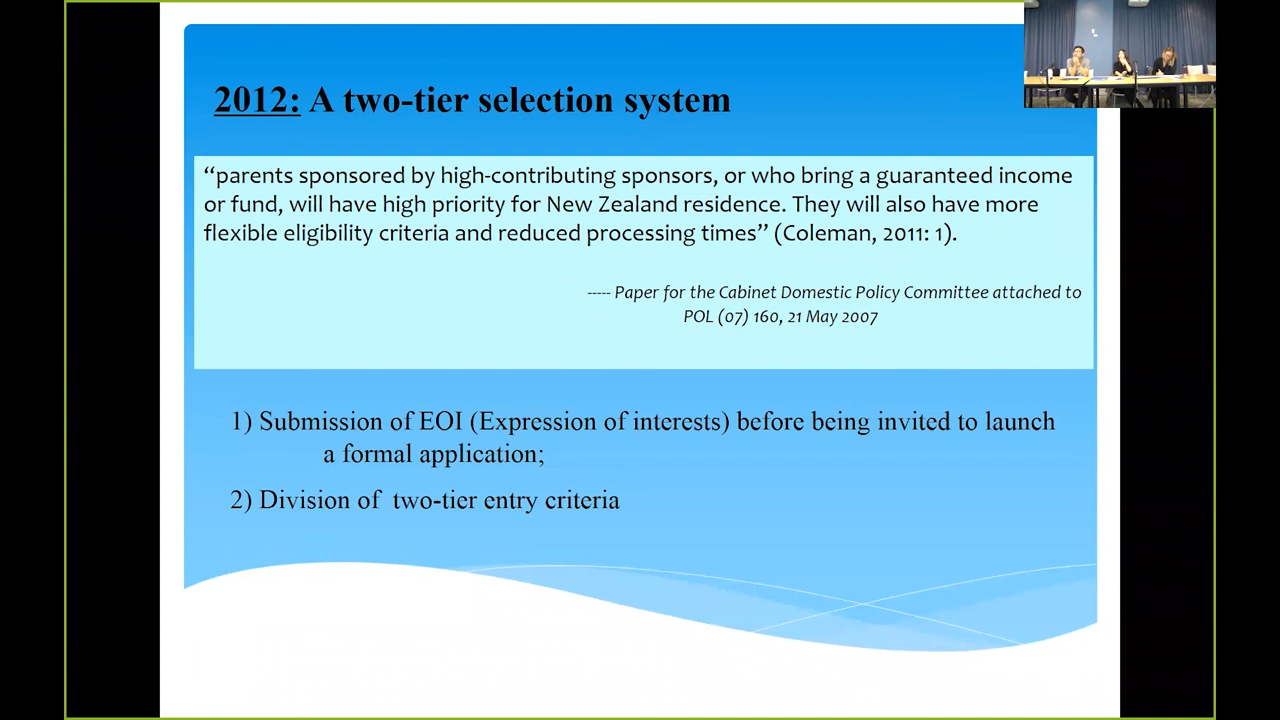 2012: A two-tier selection system
“parents sponsored by high-contributing sponsors, or who bring a guaranteed income
or fund, will have high priority for New Zealand residence. They will also have more
flexible eligibility criteria and reduced processing times” (Coleman, 2011: 1).
----- Paper for the Cabinet Domestic Policy Committee attached to
POL (07) 160, 21 May 2007
1) Submission of EOI (Expression of interests) before being invited to launch
a formal application;
2) Division of two-tier entry criteria